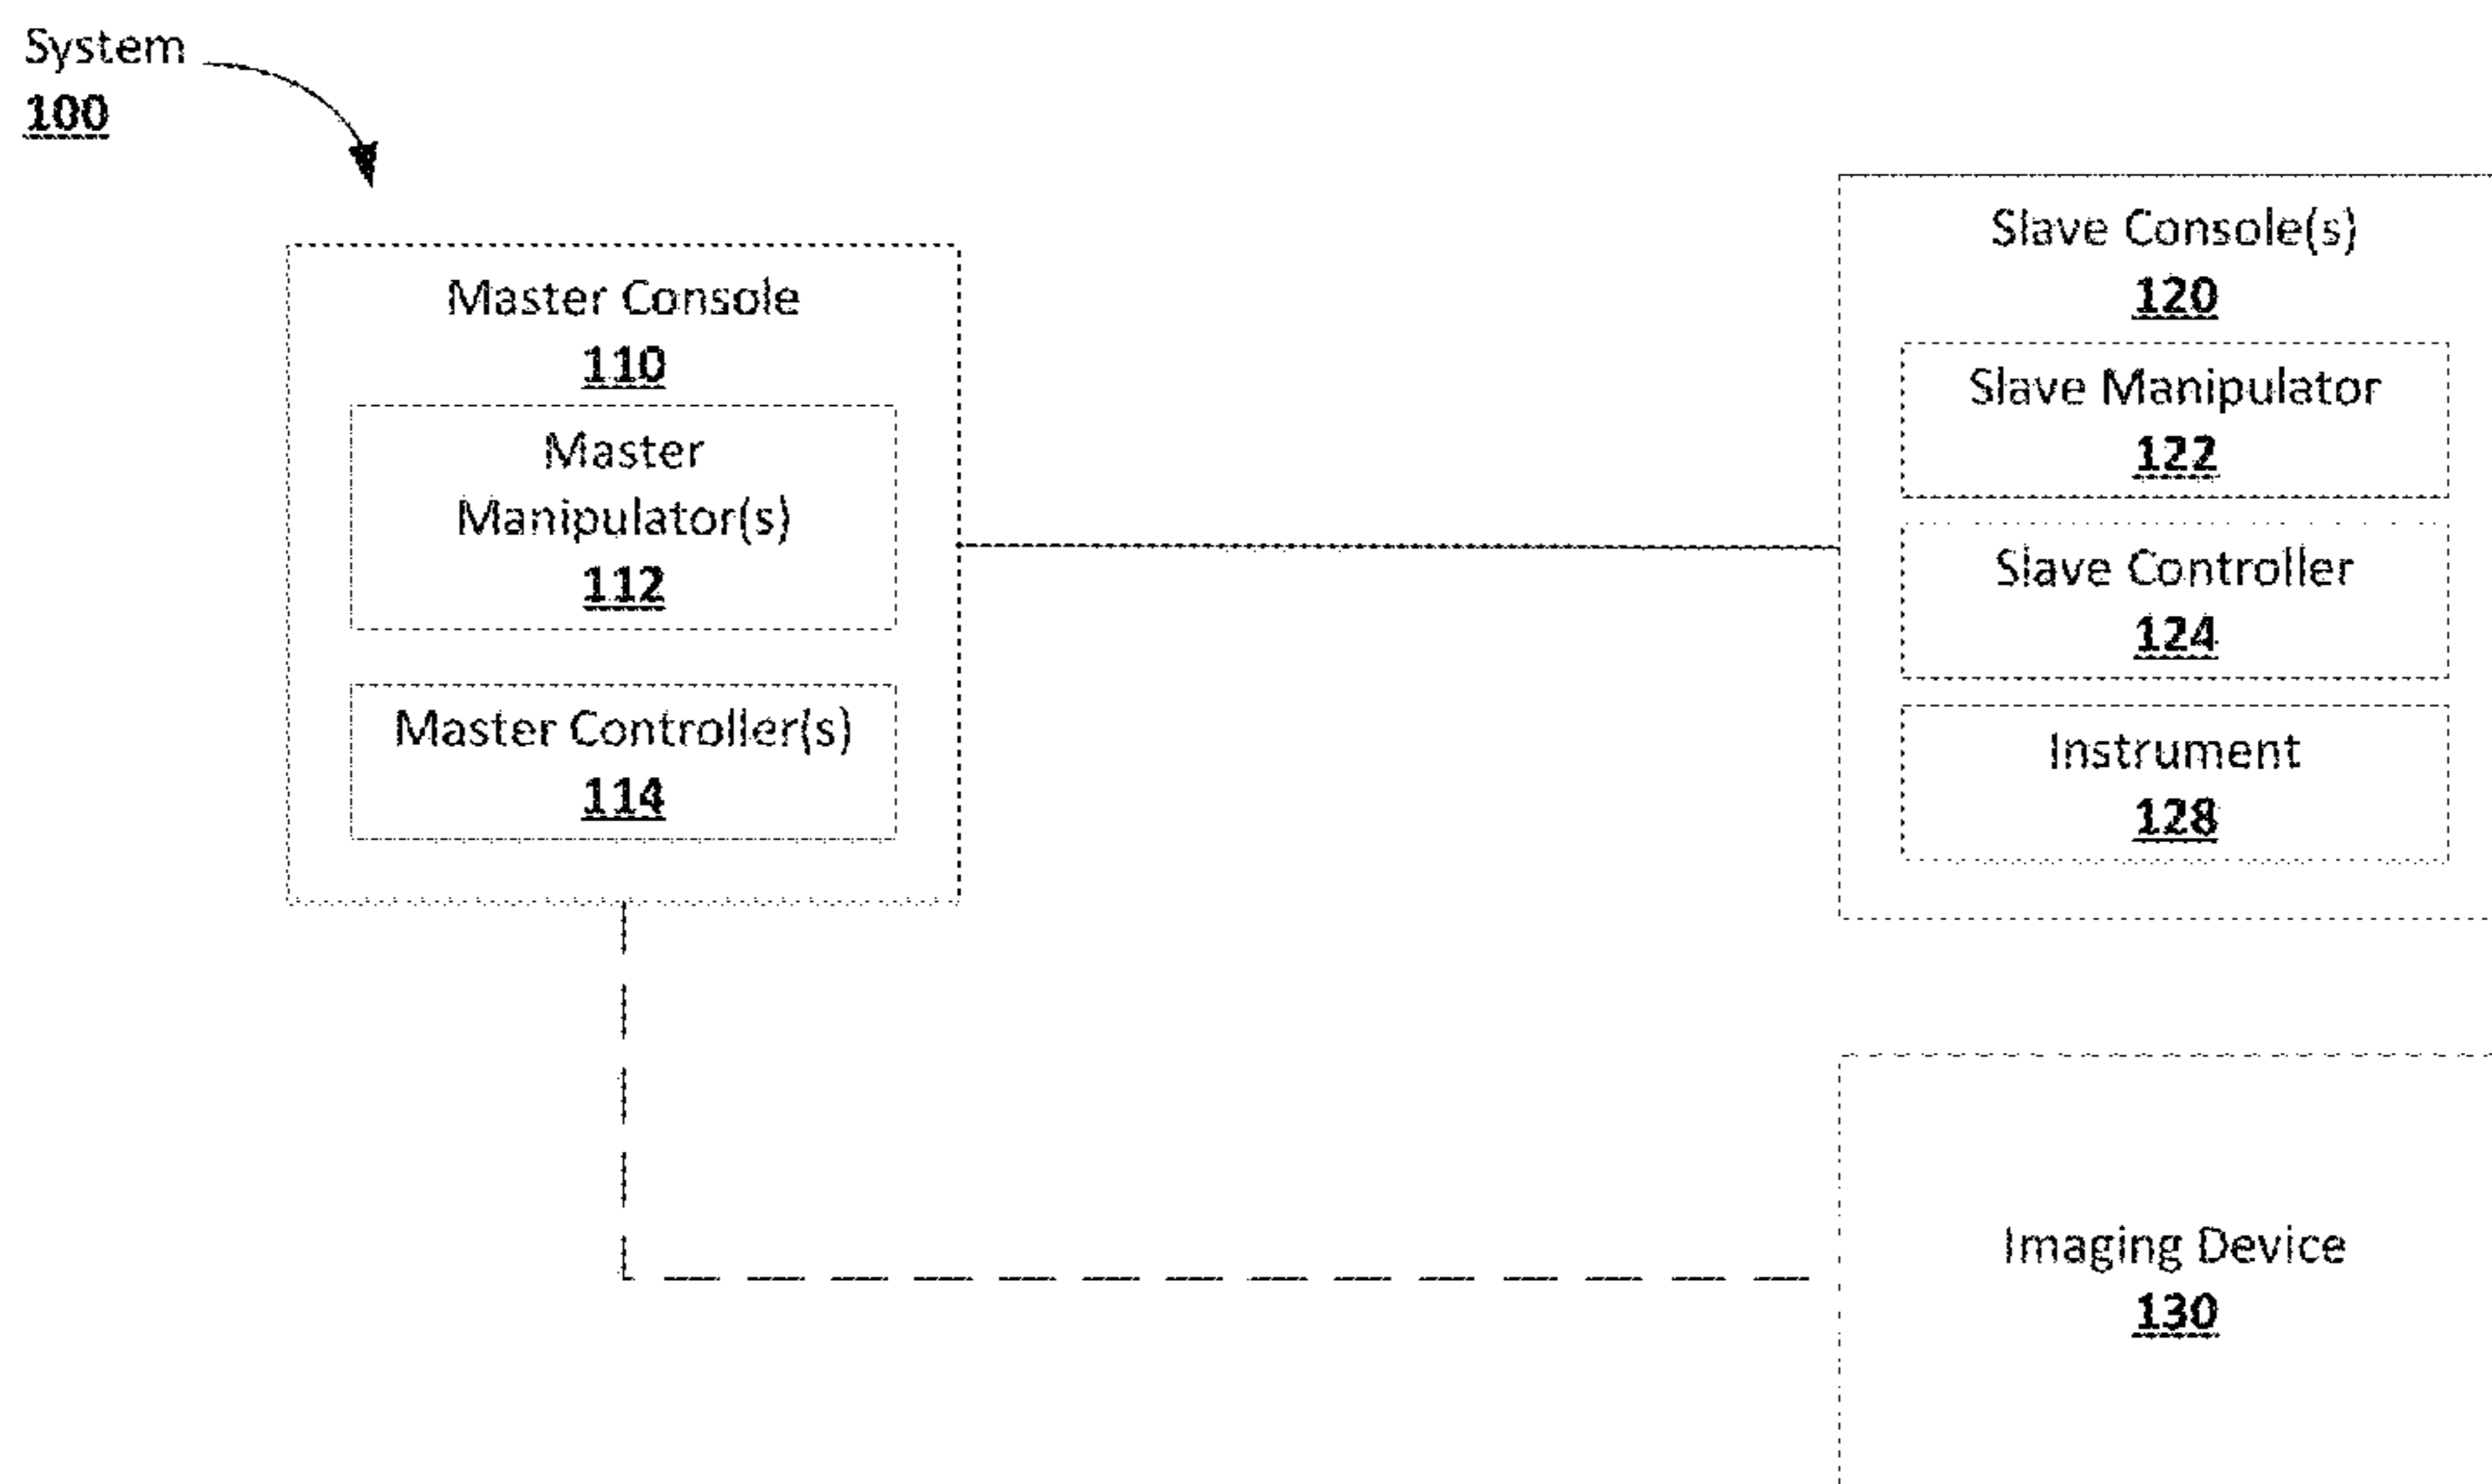 System
100
Master Console
110
Master
Manipulator(s)
112
Master Controller(s)
114
Slave Console(s)
120
Slave Manipulator
122
Slave Controller
124
Instrument
128
Imaging Device
130